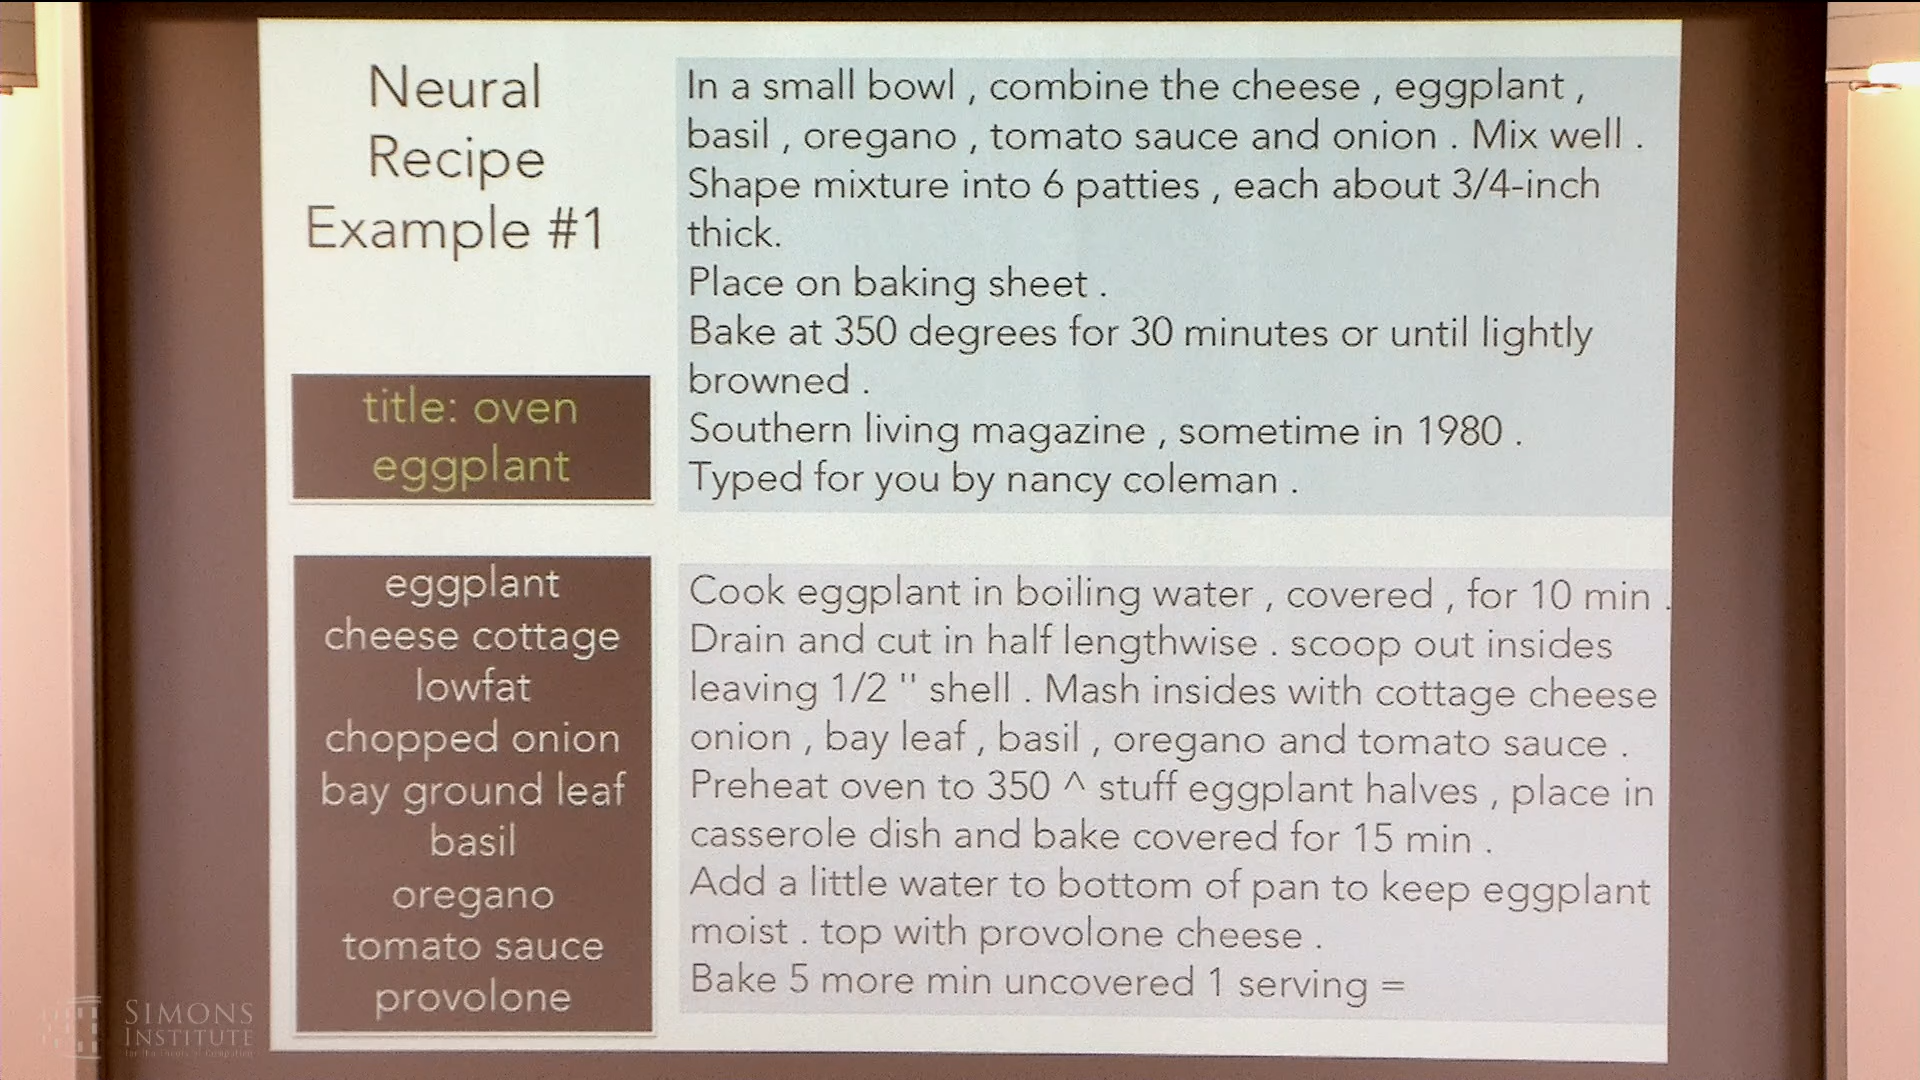 Neural
Recipe
Example #1
title: oven
eggplant
eggplant
cheese cottage
lowfat
chopped onion
bay ground leaf
basil
oregano
tomato sauce
provolone
In a small bowl , combine the cheese , eggplant ,
basil , oregano , tomato sauce and onion . Mix well .
Shape mixture into 6 patties , each about 3/4-inch
thick.
Place on baking sheet .
Bake at 350 degrees for 30 minutes or until lightly
browned .
Southern living magazine , sometime in 1980 .
Typed for you by nancy coleman .
Cook eggplant in boiling water , covered , for 10 min .
Drain and cut in half lengthwise . scoop out insides
leaving 1/2 '' shell . Mash insides with cottage cheese
onion , bay leaf , basil , oregano and tomato sauce .
Preheat oven to 350 ^ stuff eggplant halves , place in
casserole dish and bake covered for 15 min .
Add a little water to bottom of pan to keep eggplant
moist . top with provolone cheese .
Bake 5 more min uncovered 1 serving =
SIMONS
INSTITUTE
for the Theory of Computing